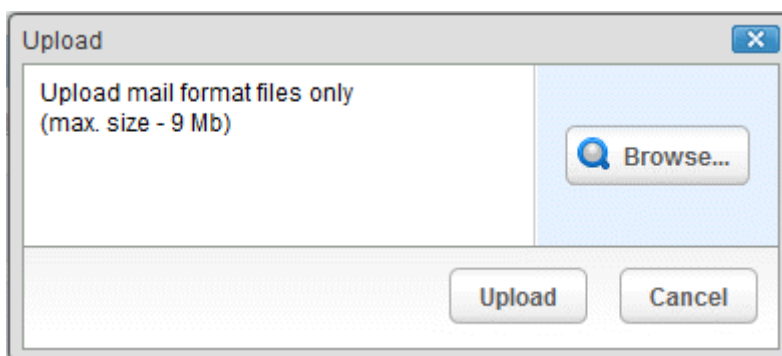 Upload
Upload mail format files only
(max. size - 9 Mb)
Browse...
Upload
Cancel